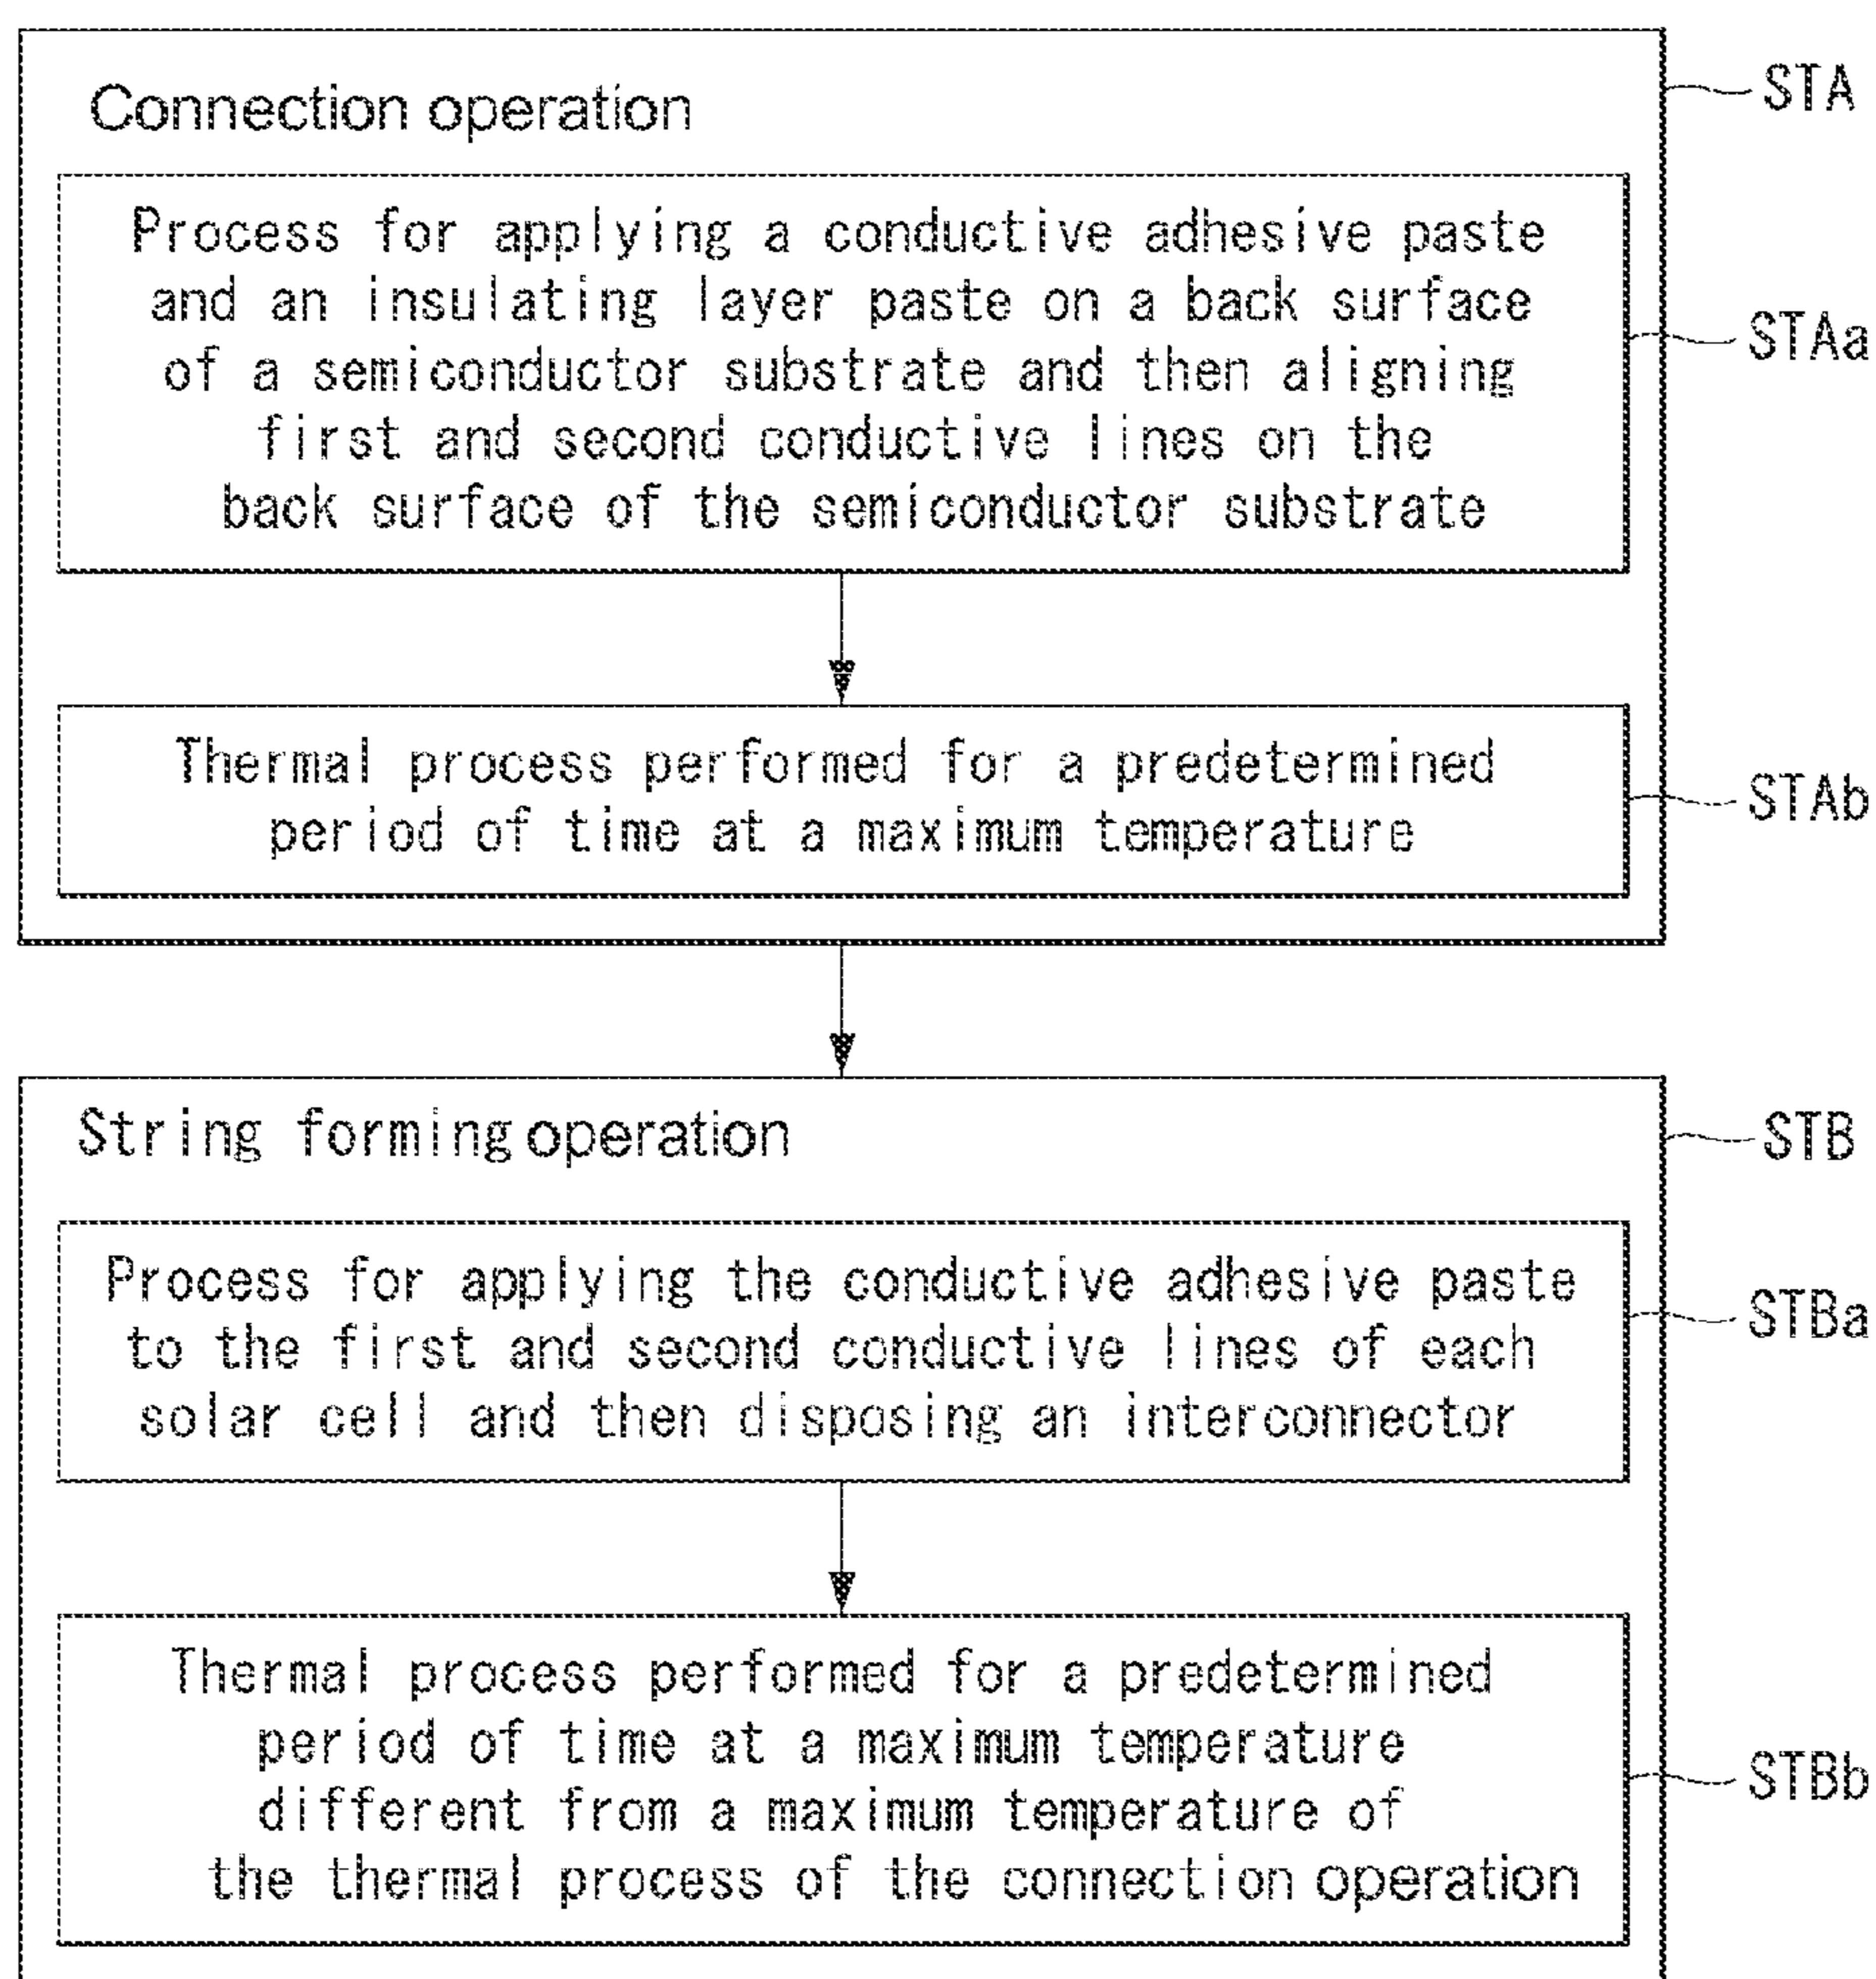 Connection operation
STA
Process for applying a conductive adhesive paste
and an insulating layer paste on a back surface
of a semiconductor substrate and then aligning
first and second conductive lines on the
back surface of the semiconductor substrate
STAa
Thermal process performed for a predetermined
period of time at a maximum temperature
STAb
String forming operation
STB
Process for applying the conductive adhesive paste
to the first and second conductive lines of each
solar cell and then disposing an interconnector
STBa
Thermal process performed for a predetermined
period of time at a maximum temperature
different from a maximum temperature of
the thermal process of the connection operation
STBb